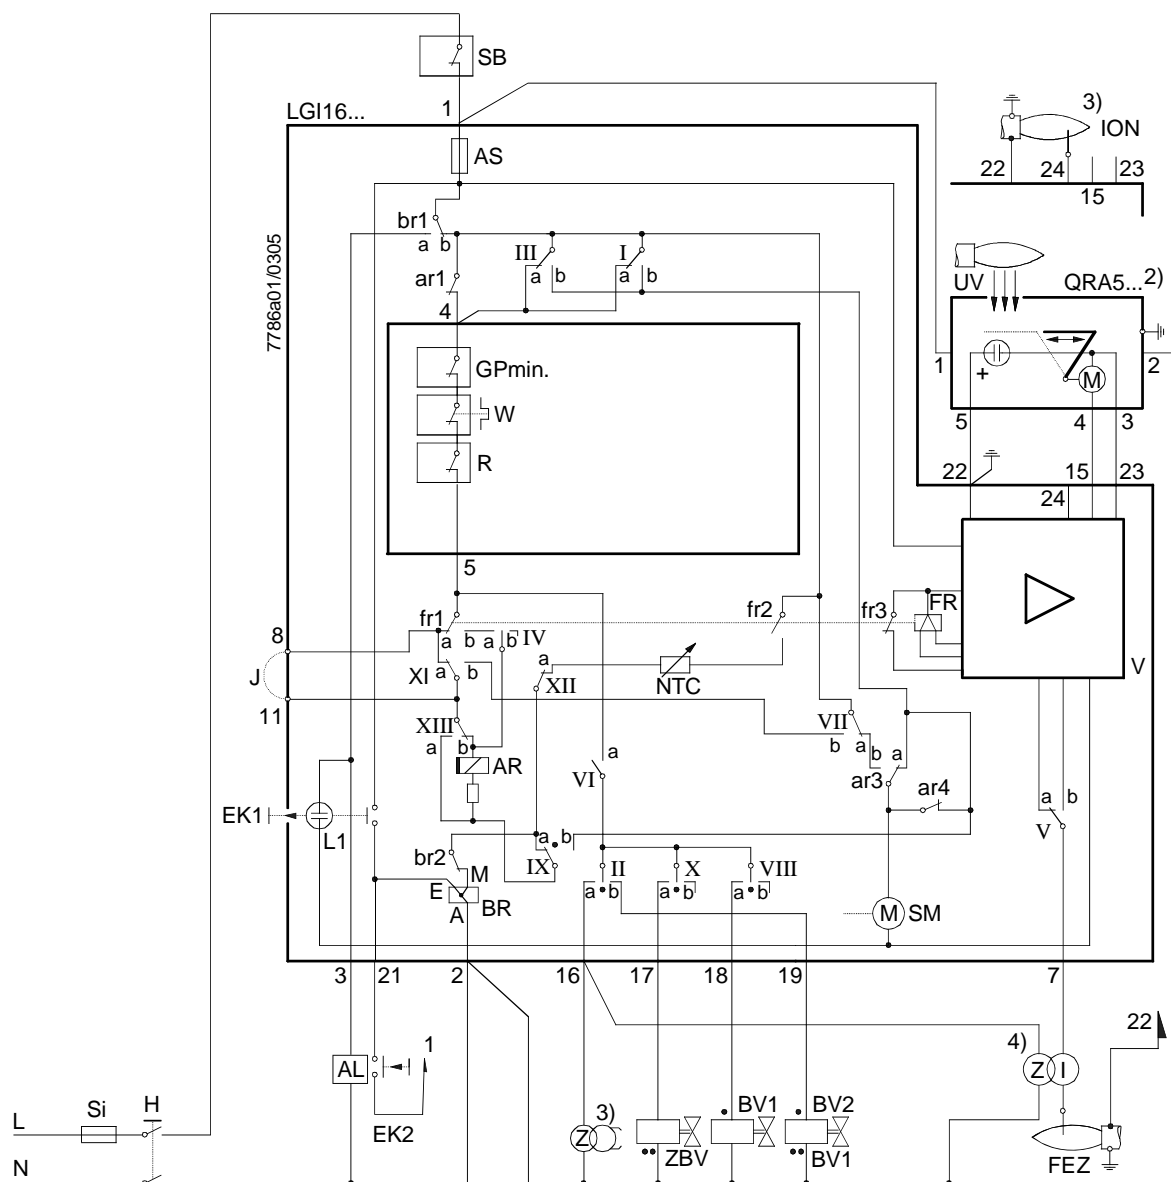 SB
LGI16...
1
3)
ION
AS
22
24
23
15
br1
a b
III
a
b
I
a
b
UV
QRA5...
2)
7786a01/0305
ar1
4
GPmin.
W
R
1
+
M
2
5
4
3
22
15
23
24
5
fr1
a b a b
IV
fr2
fr3
FR
V
8
J
11
XI
a b
a
XII
NTC
XIII
a b
VII
b
a
b
a
AR
a
VI
ar3
ar4
EK1
L1
a b
V
a b
IX
br2
M
E
A
BR
II
a b
X
a b
VIII
a b
M
SM
3
21
2
16
17
18
19
7
1
22
4)
Z
I
AL
EK2
L
Si
H
N
Z
3)
ZBV
BV1
BV2
BV1
FEZ